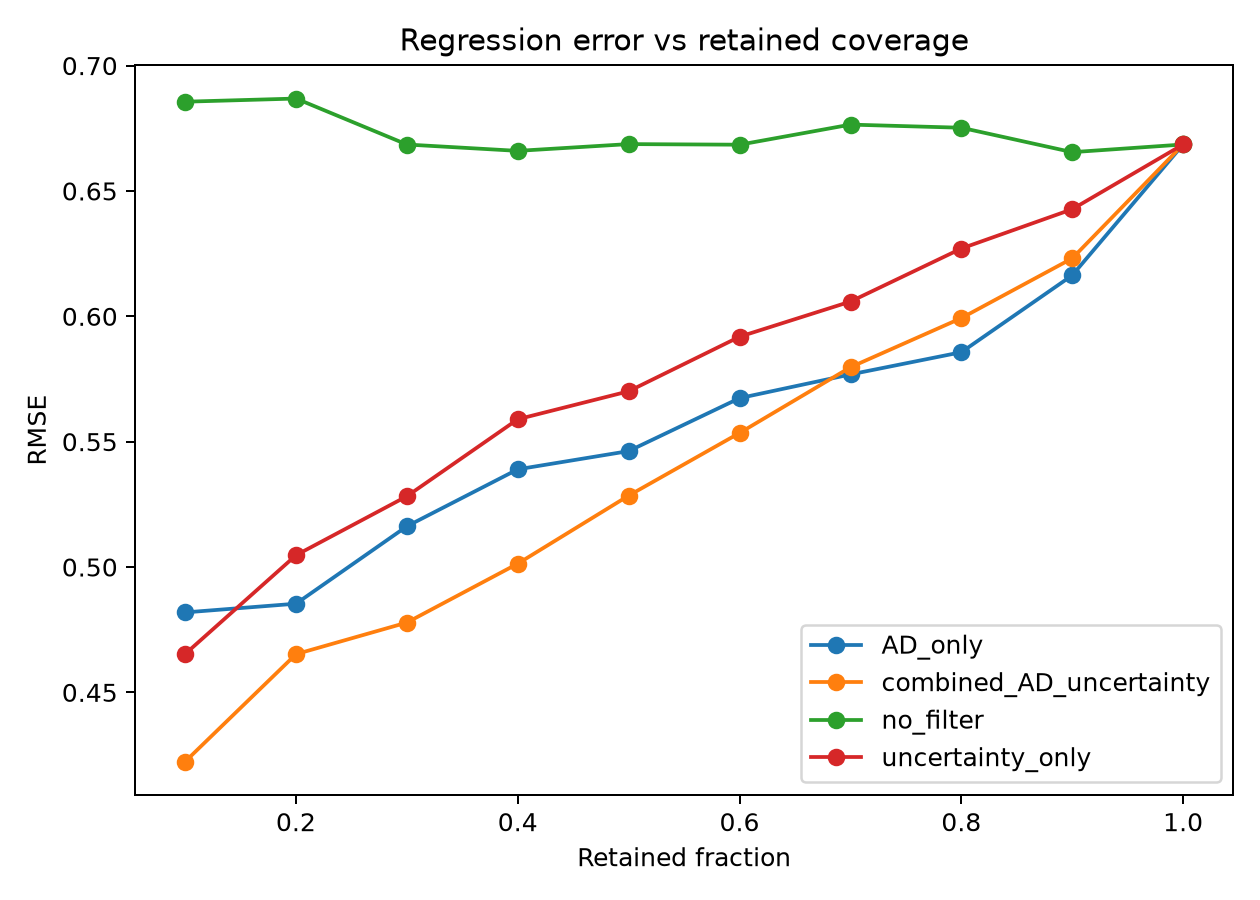 Regression error vs retained coverage
0.70
0.65
0.60
0.55
0.50
0.45
RMSE
0.2
0.4
0.6
0.8
1.0
Retained fraction
AD_only
combined_AD_uncertainty
no_filter
uncertainty_only